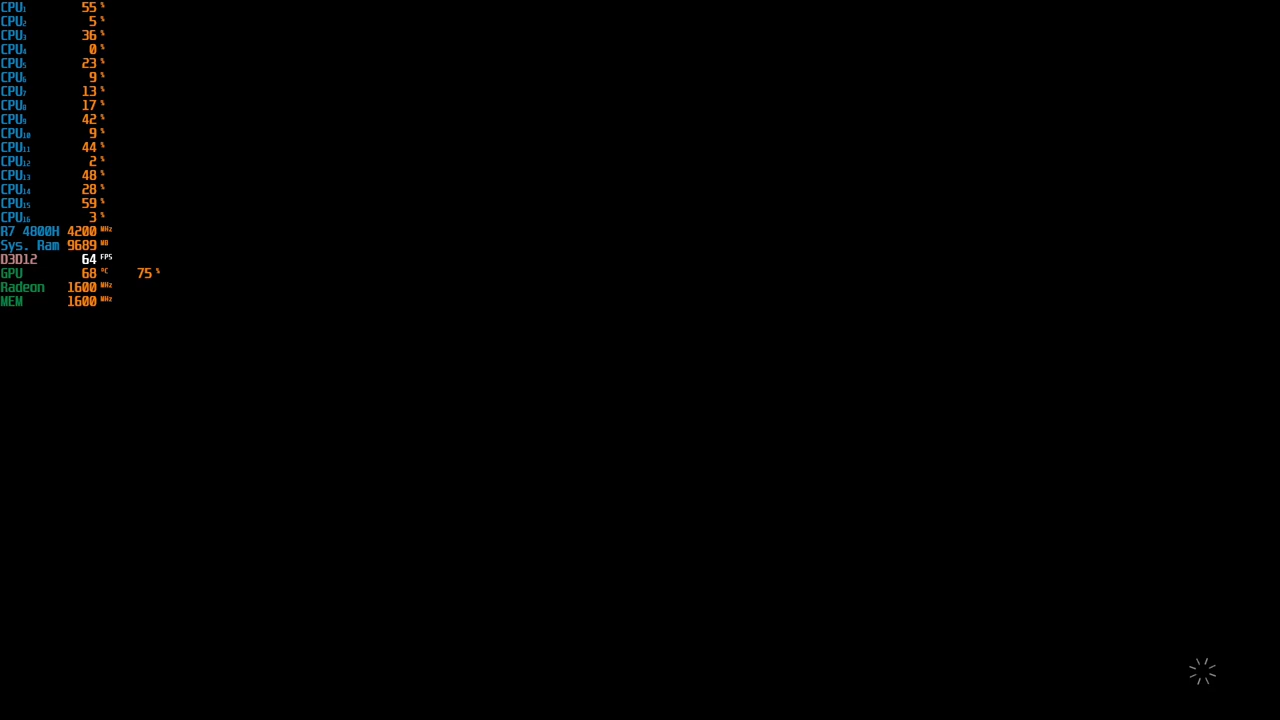 CPU1 55 %
CPU2 5 %
CPU3 36 %
CPU4 0 %
CPU5 23 %
CPU6 9 %
CPU7 13 %
CPU8 17 %
CPU9 42 %
CPU10 9 %
CPU11 44 %
CPU12 2 %
CPU13 48 %
CPU14 28 %
CPU15 59 %
CPU16 3 %
R7 4800H 4200 MHz
Sys. Ram 9689 MB
D3D12 64 FPS
GPU 68 °C 75 %
Radeon 1600 MHz
MEM 1600 MHz